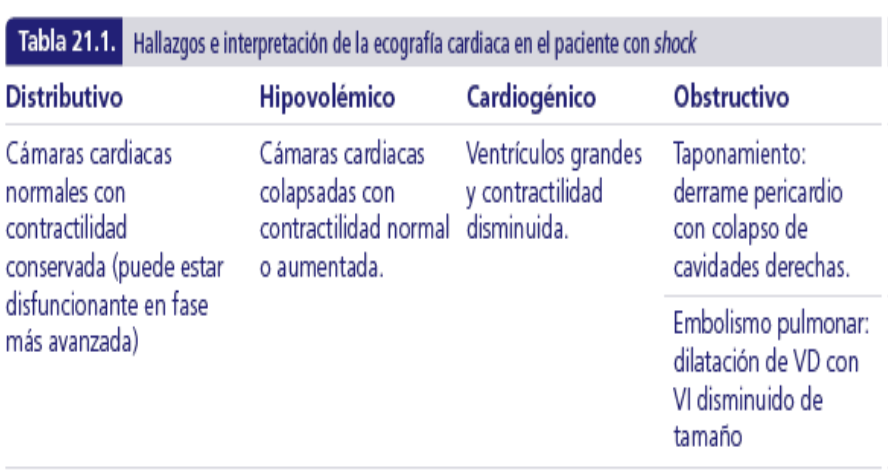 Tabla 21.1. Hallazgos e interpretación de la ecografía cardiaca en el paciente con shock
Distributivo
Cámaras cardiacas
normales con
contractilidad
conservada (puede estar
disfuncionante en fase
más avanzada)
Hipovolémico
Cámaras cardiacas
colapsadas con
contractilidad normal
o aumentada.
Cardiogénico
Ventrículos grandes
y contractilidad
disminuida.
Obstructivo
Taponamiento:
derrame pericardio
con colapso de
cavidades derechas.
Embolismo pulmonar:
dilatación de VD con
VI disminuido de
tamaño